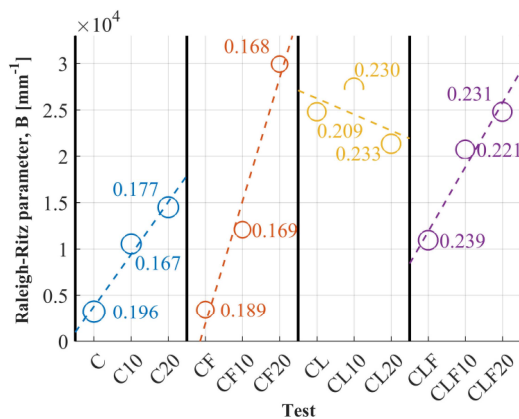 ×10⁴
3
2.5
2
1.5
1
0.5
0
Raleigh-Ritz parameter, B [mm⁻¹]
0.196
0.167
0.177
0.189
0.169
0.168
0.209
0.230
0.233
0.239
0.221
0.231
C
C10
C20
CF
CF10
CF20
CL
CL10
CL20
CLF
CLF10
CLF20
Test